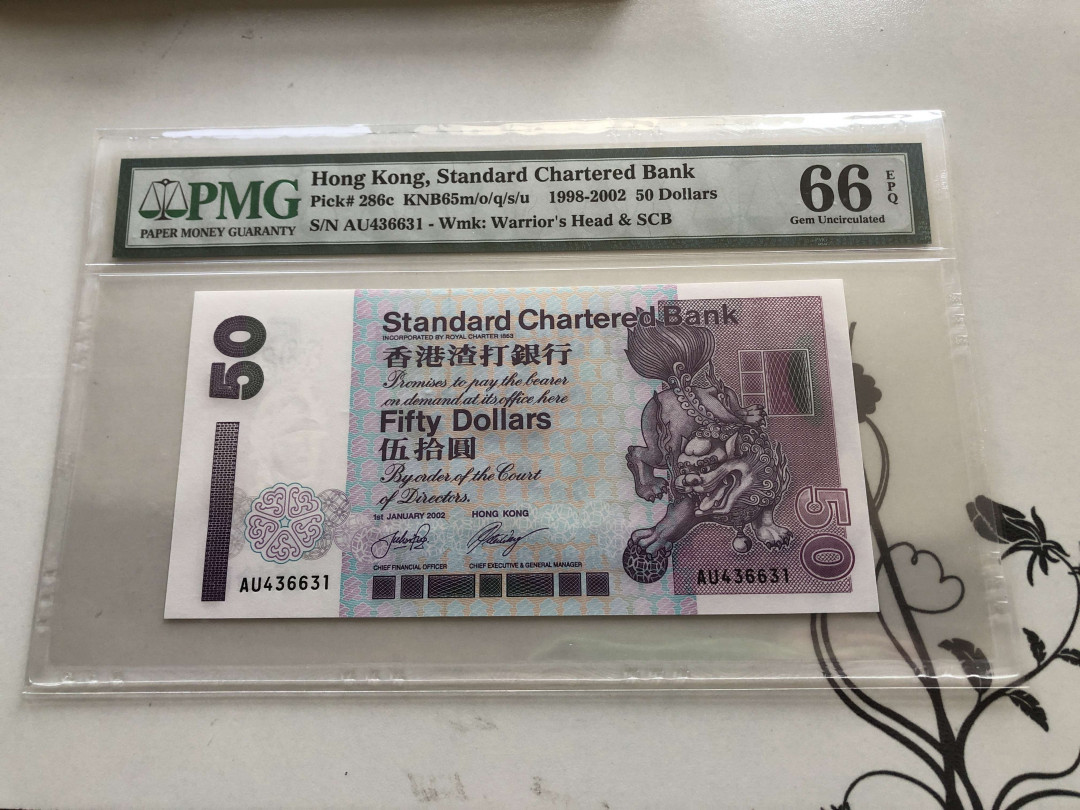 PMG
PAPER MONEY GUARANTY
Hong Kong, Standard Chartered Bank
Pick# 286c KNB65m/o/q/s/u 1998-2002 50 Dollars
S/N AU436631 - Wmk: Warrior's Head & SCB
66 EPQ
Gem Uncirculated
50
Standard Chartered Bank
INCORPORATED BY ROYAL CHARTER 1853
香港渣打銀行
Promises to pay the bearer
on demand at its office here
Fifty Dollars
伍拾圓
By order of the Court
of Directors.
1st JANUARY 2002 HONG KONG
CHIEF FINANCIAL OFFICER CHIEF EXECUTIVE & GENERAL MANAGER
AU436631
AU436631
50